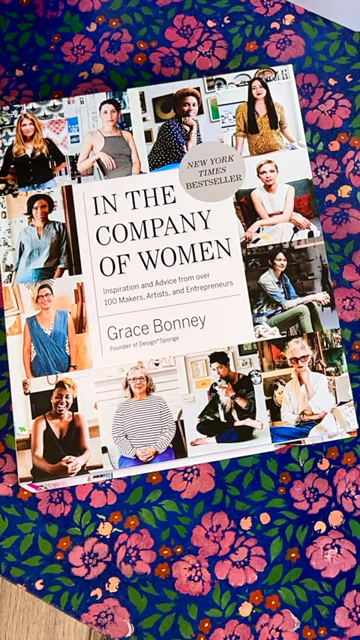 NEW YORK
TIMES
BESTSELLER
IN THE
COMPANY
OF WOMEN
Inspiration and Advice from over
100 Makers, Artists, and Entrepreneurs
Grace Bonney
Founder of Design*Sponge